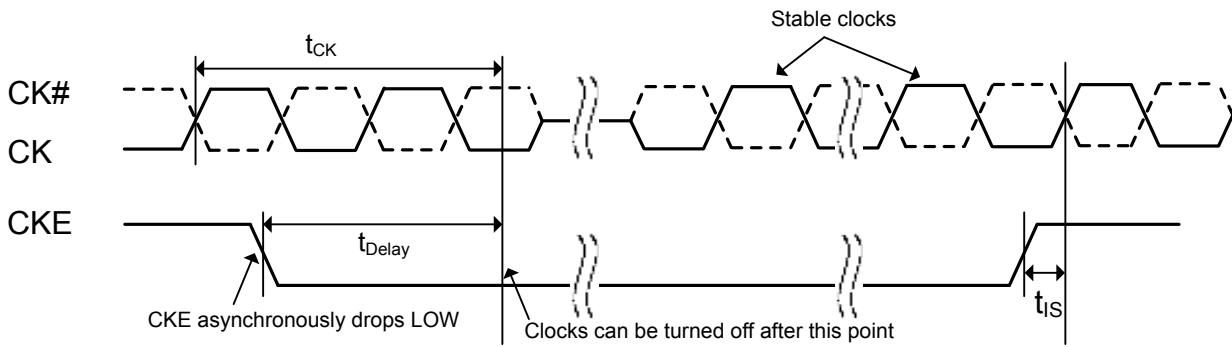 Stable clocks
tCK
CK#
CK
CKE
tDelay
tIS
CKE asynchronously drops LOW
Clocks can be turned off after this point